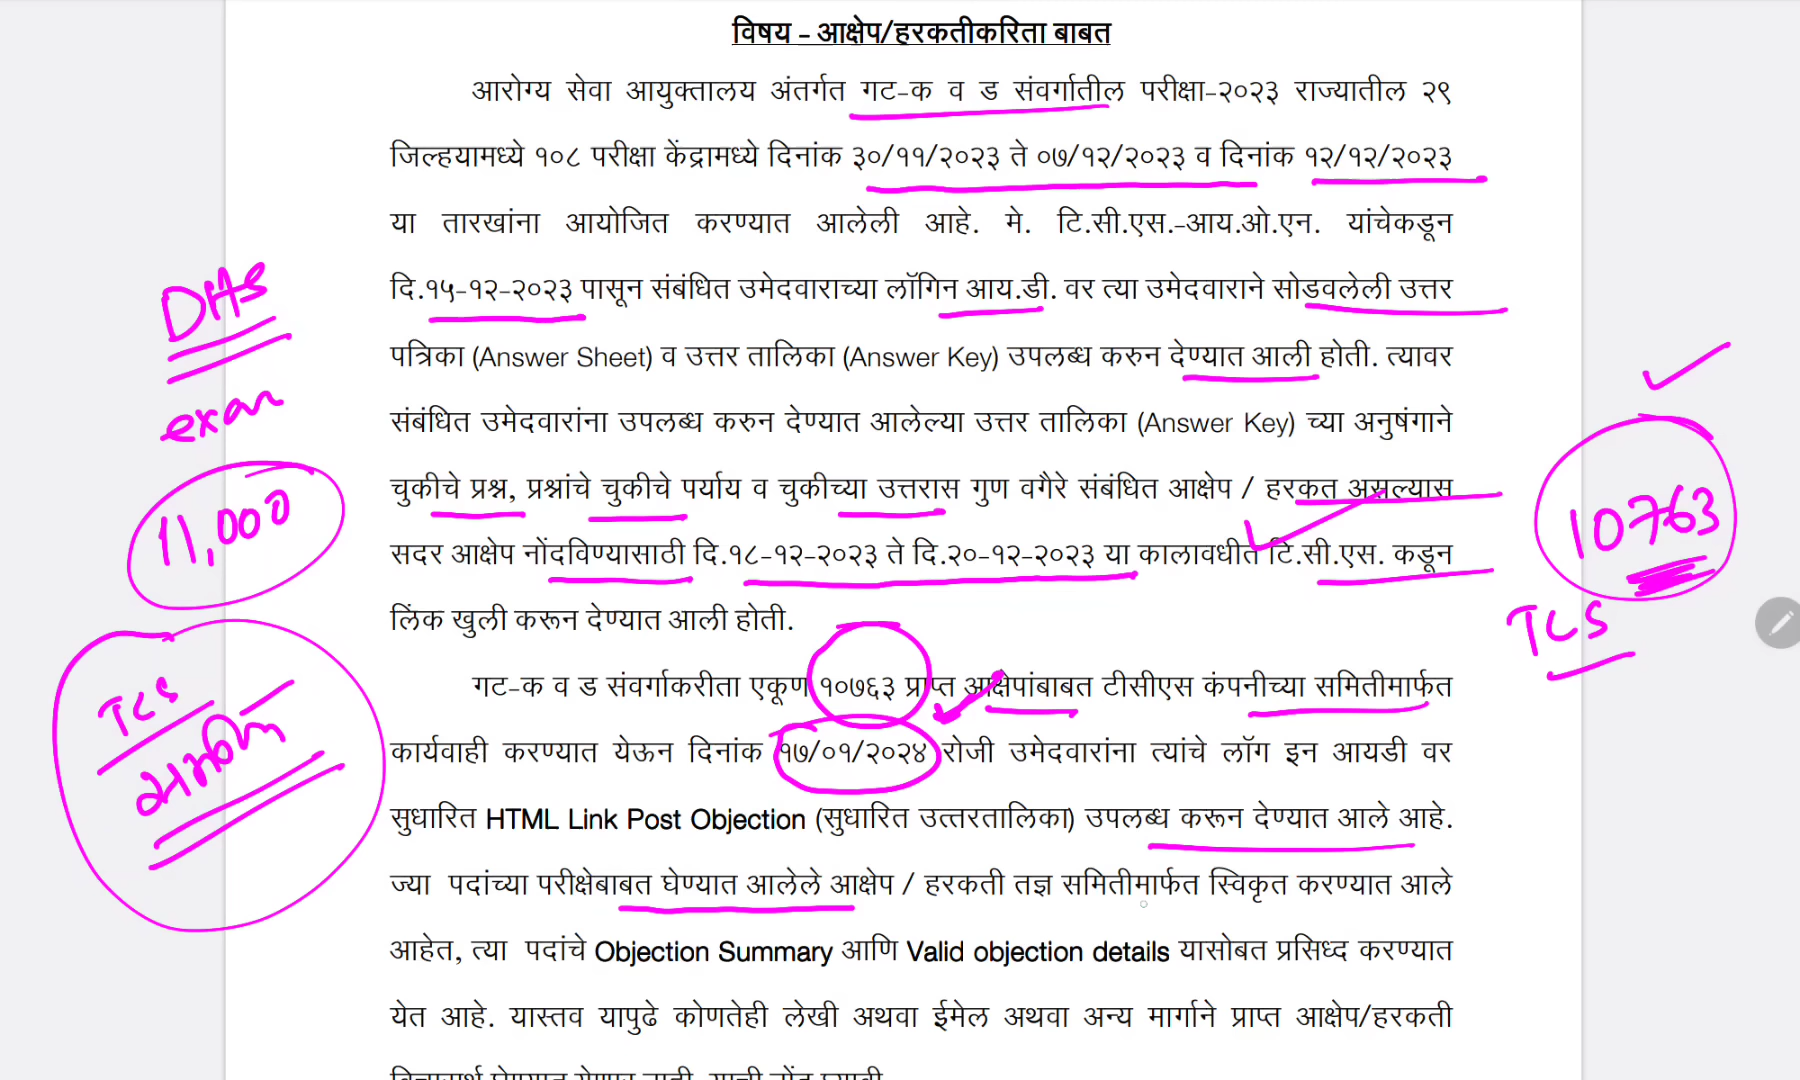 विषय – आक्षेप/हरकतीकरिता बाबत
आरोग्य सेवा आयुक्तालय अंतर्गत गट-क व ड संवर्गातील परीक्षा-२०२३ राज्यातील २९
जिल्हयामध्ये १०८ परीक्षा केंद्रामध्ये दिनांक ३०/११/२०२३ ते ०७/१२/२०२३ व दिनांक १२/१२/२०२३
या तारखांना आयोजित करण्यात आलेली आहे. मे. टि.सी.एस.-आय.ओ.एन. यांचेकडून
दि.१५-१२-२०२३ पासून संबंधित उमेदवाराच्या लॉगिन आय.डी. वर त्या उमेदवाराने सोडवलेली उत्तर
पत्रिका (Answer Sheet) व उत्तर तालिका (Answer Key) उपलब्ध करुन देण्यात आली होती. त्यावर
संबंधित उमेदवारांना उपलब्ध करुन देण्यात आलेल्या उत्तर तालिका (Answer Key) च्या अनुषंगाने
चुकीचे प्रश्न, प्रश्नांचे चुकीचे पर्याय व चुकीच्या उत्तरास गुण वगैरे संबंधित आक्षेप / हरकत असल्यास
सदर आक्षेप नोंदविण्यासाठी दि.१८-१२-२०२३ ते दि.२०-१२-२०२३ या कालावधीत टि.सी.एस. कडून
लिंक खुली करून देण्यात आली होती.
गट-क व ड संवर्गाकरीता एकूण १०७६३ प्राप्त आक्षेपांबाबत टीसीएस कंपनीच्या समितीमार्फत
कार्यवाही करण्यात येऊन दिनांक १७/०१/२०२४ रोजी उमेदवारांना त्यांचे लॉग इन आयडी वर
सुधारित HTML Link Post Objection (सुधारित उत्तरतालिका) उपलब्ध करून देण्यात आले आहे.
ज्या पदांच्या परीक्षेबाबत घेण्यात आलेले आक्षेप / हरकती तज्ञ समितीमार्फत स्विकृत करण्यात आले
आहेत, त्या पदांचे Objection Summary आणि Valid objection details यासोबत प्रसिध्द करण्यात
येत आहे. यास्तव यापुढे कोणतेही लेखी अथवा ईमेल अथवा अन्य मार्गाने प्राप्त आक्षेप/हरकती
DHS
exam
11,000
TCS
10763
TCS